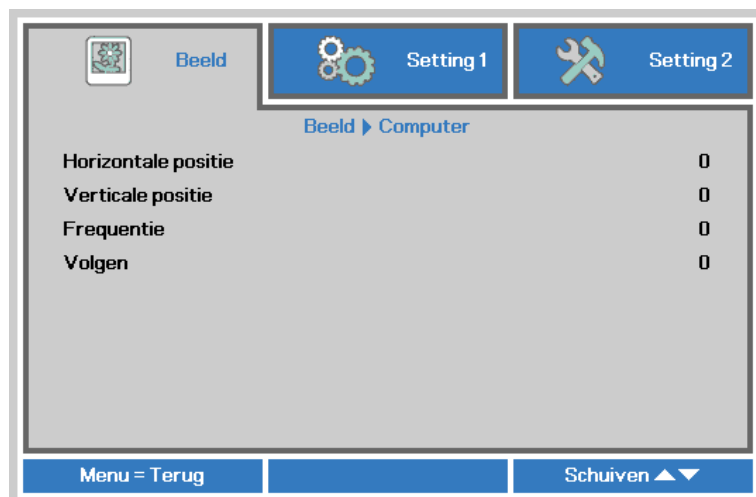 Beeld Setting 1 Setting 2
Beeld Computer
Horizontale positie 0
Verticale positie 0
Frequentie 0
Volgen 0
Menu = Terug Schuiven